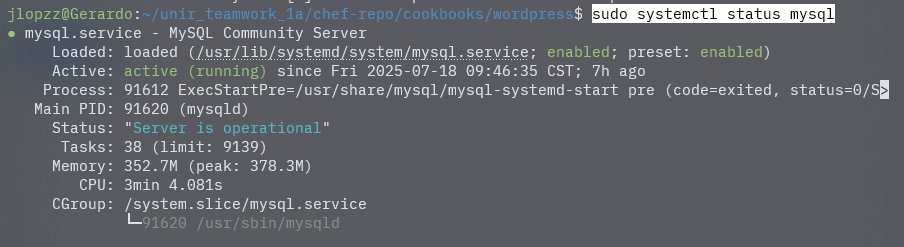 jlopzz@Gerardo:~/unir_teamwork_1a/chef-repo/cookbooks/wordpress$ sudo systemctl status mysql
● mysql.service - MySQL Community Server
Loaded: loaded (/usr/lib/systemd/system/mysql.service; enabled; preset: enabled)
Active: active (running) since Fri 2025-07-18 09:46:35 CST; 7h ago
Process: 91612 ExecStartPre=/usr/share/mysql/mysql-systemd-start pre (code=exited, status=0/S>
Main PID: 91620 (mysqld)
Status: "Server is operational"
Tasks: 38 (limit: 9139)
Memory: 352.7M (peak: 378.3M)
CPU: 3min 4.081s
CGroup: /system.slice/mysql.service
└─91620 /usr/sbin/mysqld